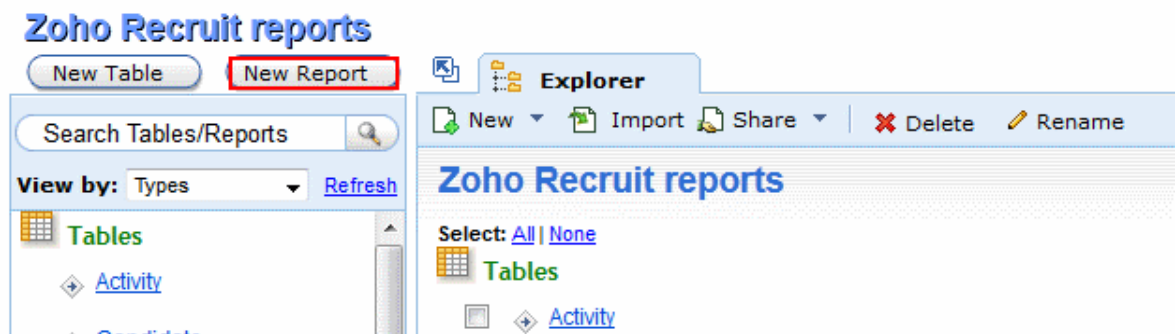 Zoho Recruit reports
New Table New Report
Search Tables/Reports
View by: Types Refresh
Tables
Activity
Explorer
New Import Share Delete Rename
Zoho Recruit reports
Select: All | None
Tables
Activity